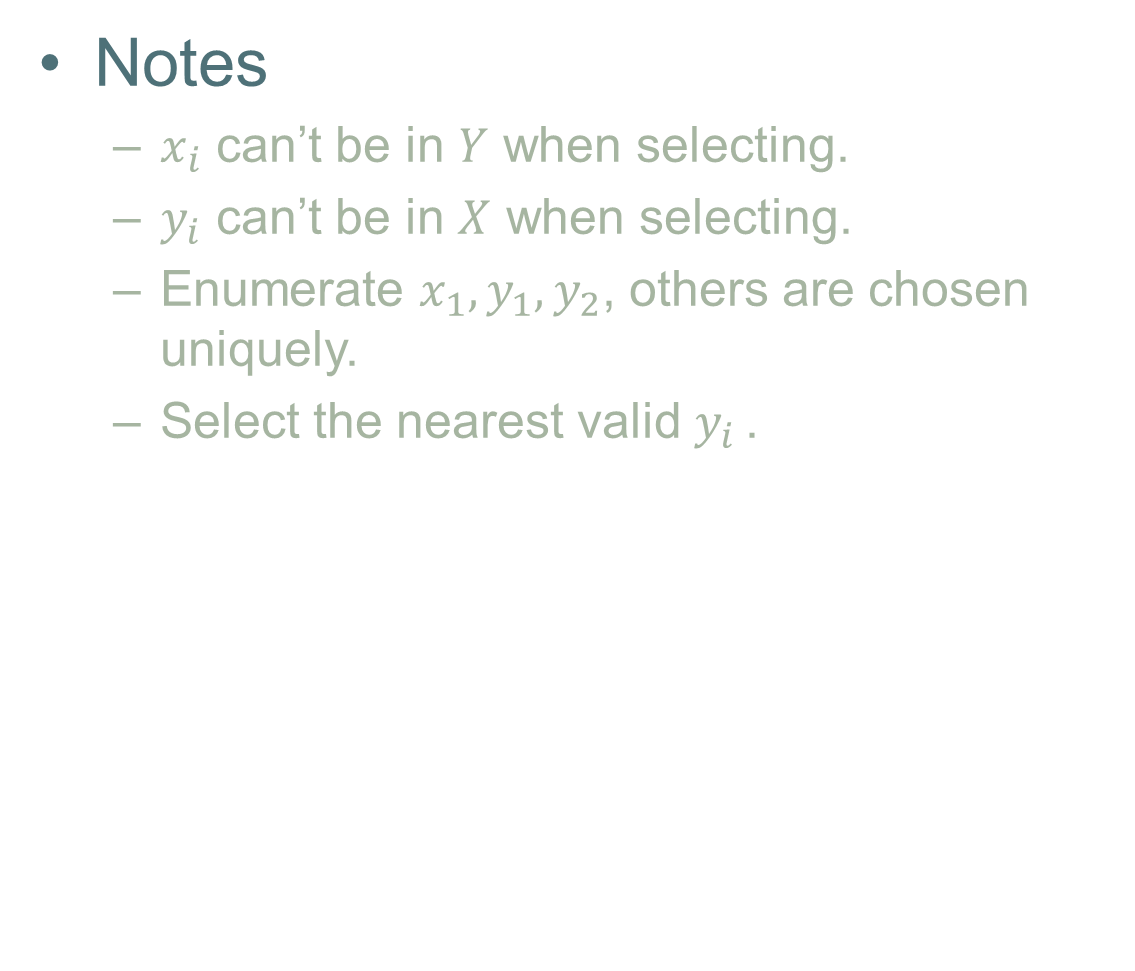 • Notes
– 𝑥ᵢ can’t be in 𝑌 when selecting.
– 𝑦ᵢ can’t be in 𝑋 when selecting.
– Enumerate 𝑥₁, 𝑦₁, 𝑦₂, others are chosen
uniquely.
– Select the nearest valid 𝑦ᵢ .